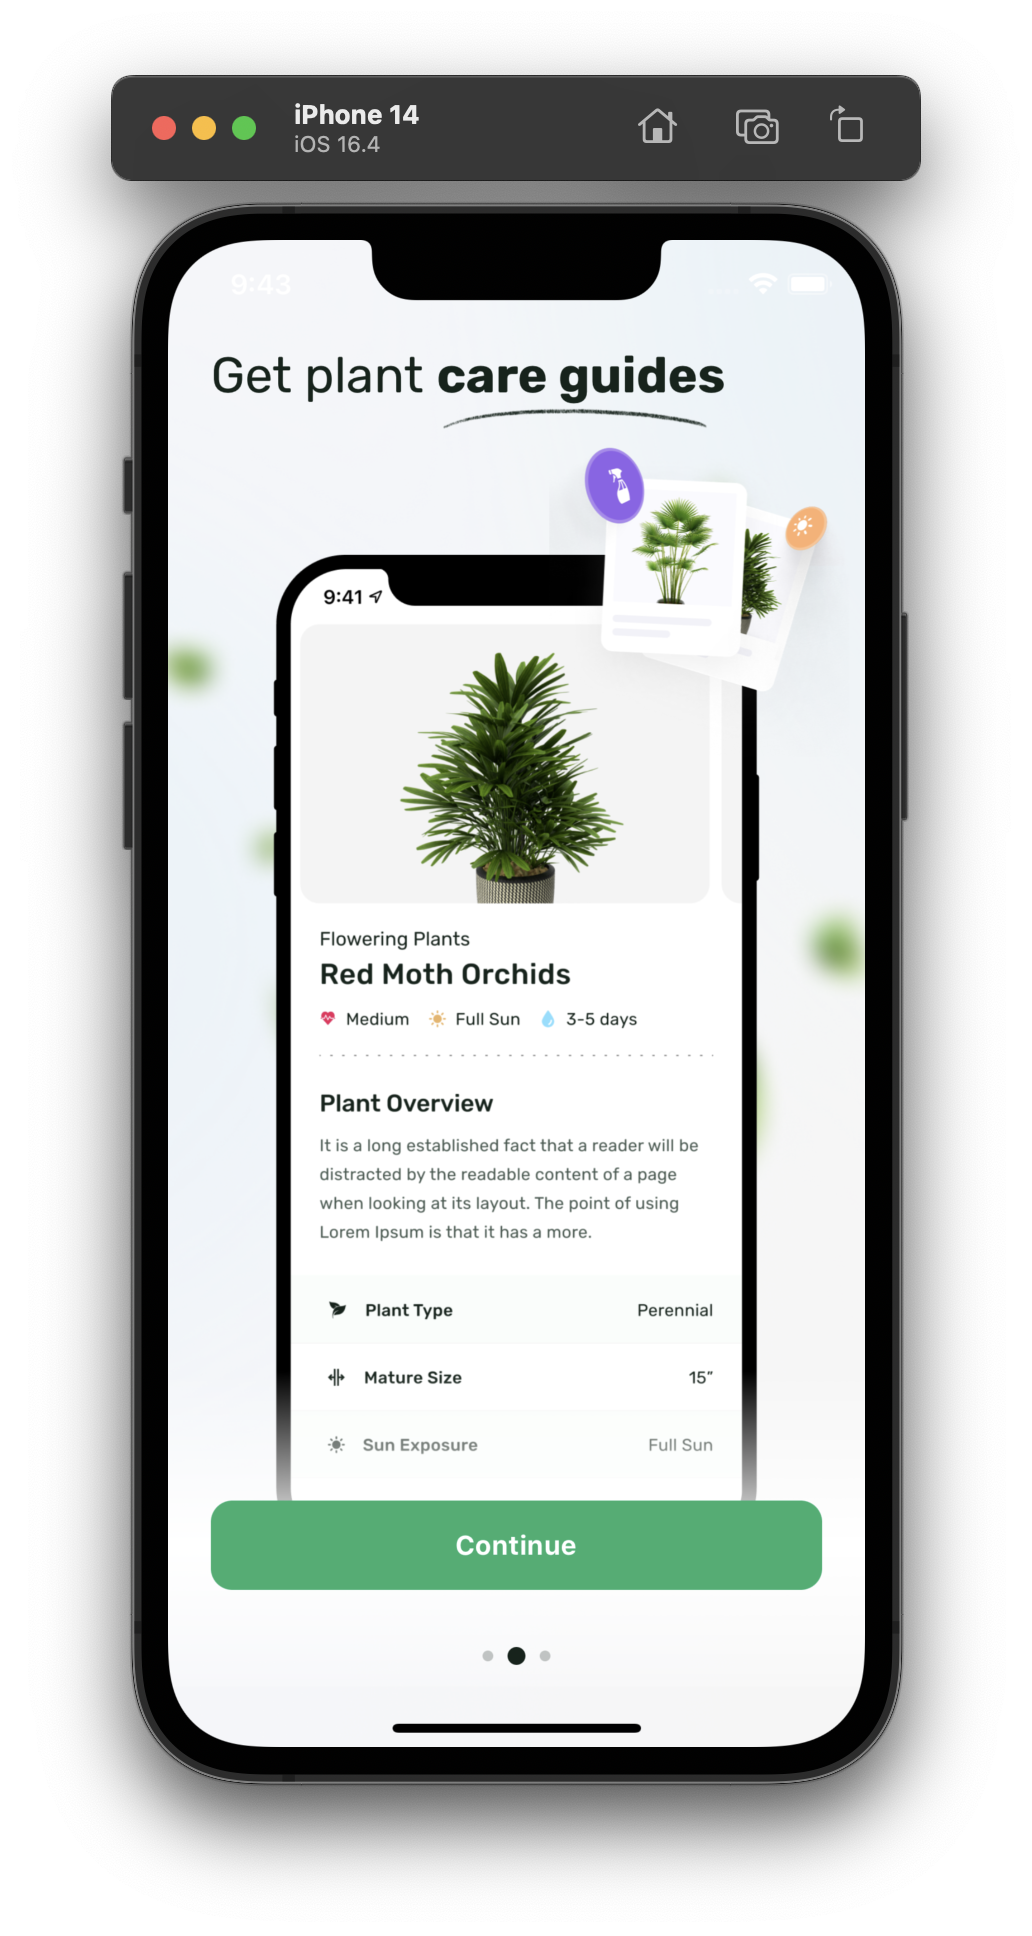 iPhone 14
iOS 16.4
9:43
Get plant care guides
9:41
Flowering Plants
Red Moth Orchids
Medium Full Sun 3-5 days
Plant Overview
It is a long established fact that a reader will be
distracted by the readable content of a page
when looking at its layout. The point of using
Lorem Ipsum is that it has a more.
Plant Type Perennial
Mature Size 15”
Sun Exposure Full Sun
Continue